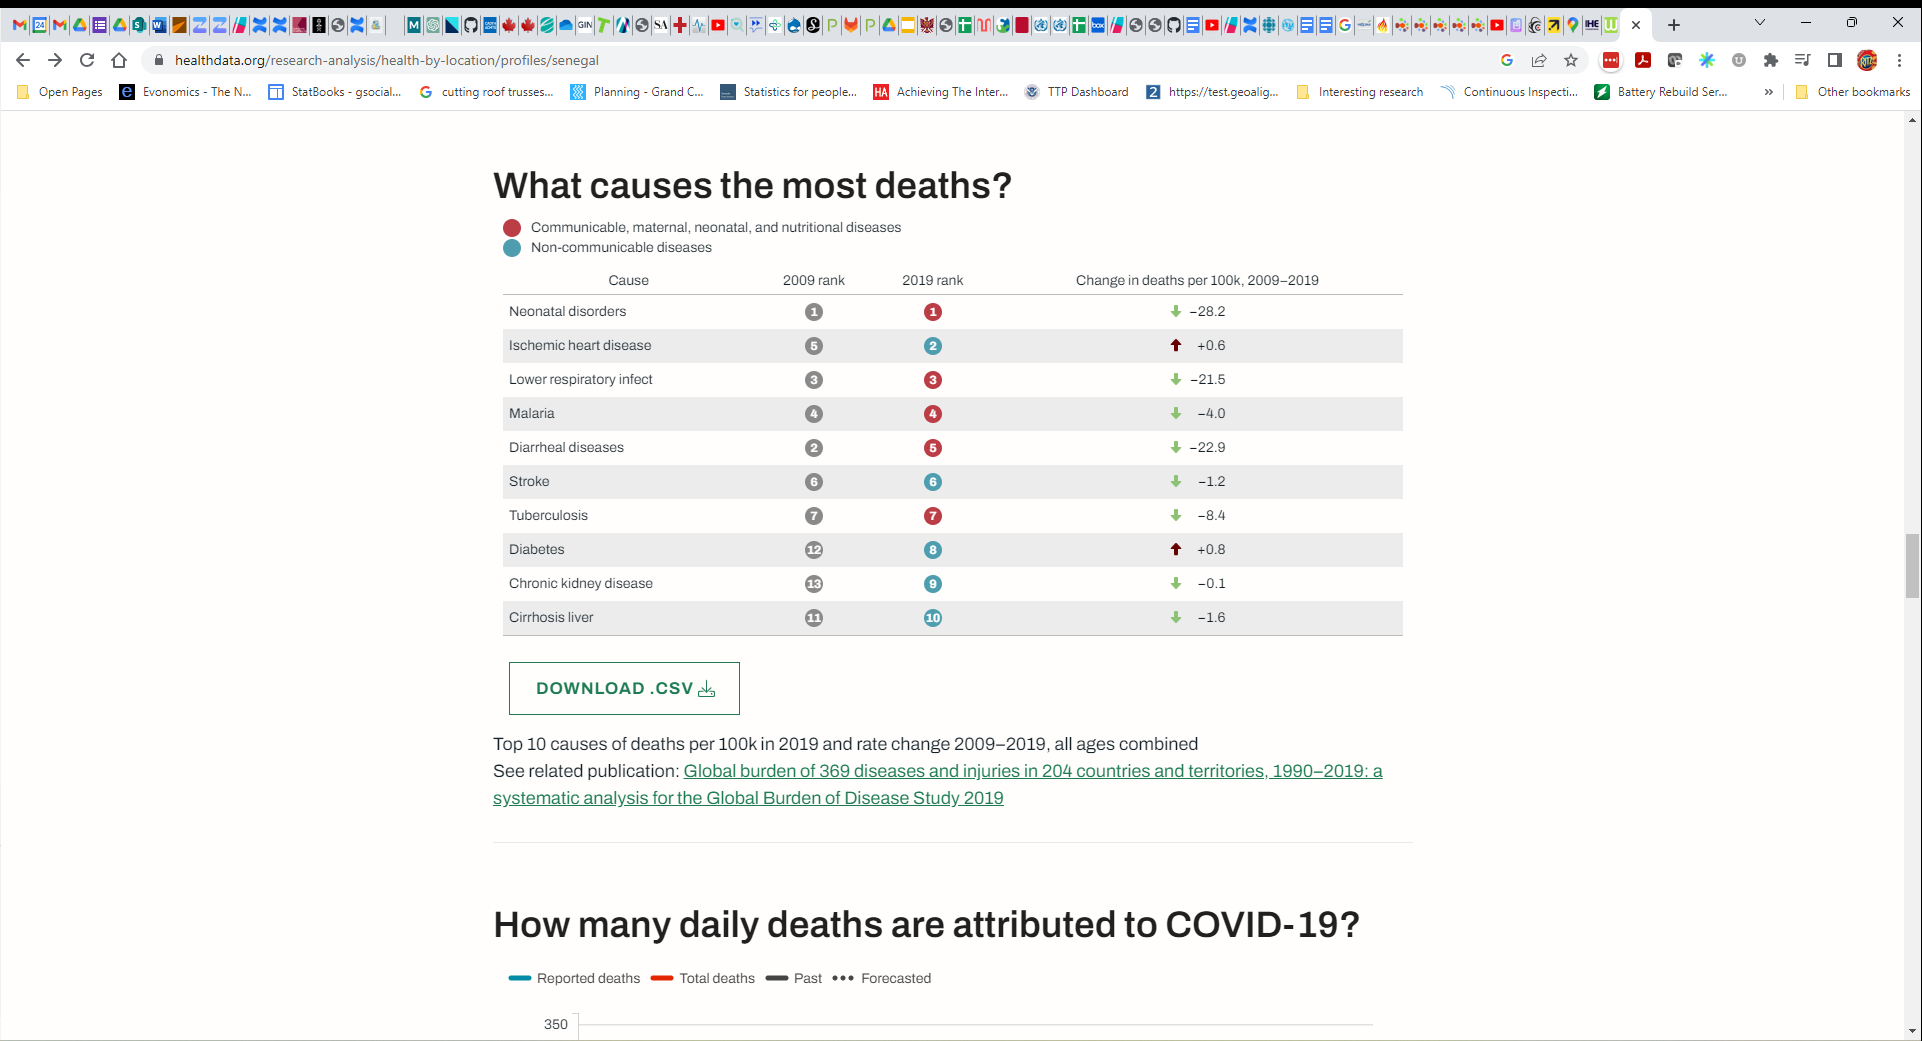 healthdata.org/research-analysis/health-by-location/profiles/senegal
Open Pages
Evonomics - The N...
StatBooks - gsocial...
cutting roof trusses...
Planning - Grand C...
Statistics for people...
Achieving The Inter...
TTP Dashboard
https://test.geoalig...
Interesting research
Continuous Inspecti...
Battery Rebuild Ser...
»
Other bookmarks
What causes the most deaths?
Communicable, maternal, neonatal, and nutritional diseases
Non-communicable diseases
Cause 2009 rank 2019 rank Change in deaths per 100k, 2009–2019
Neonatal disorders 1 1 −28.2
Ischemic heart disease 5 2 +0.6
Lower respiratory infect 3 3 −21.5
Malaria 4 4 −4.0
Diarrheal diseases 2 5 −22.9
Stroke 6 6 −1.2
Tuberculosis 7 7 −8.4
Diabetes 12 8 +0.8
Chronic kidney disease 13 9 −0.1
Cirrhosis liver 11 10 −1.6
DOWNLOAD .CSV
Top 10 causes of deaths per 100k in 2019 and rate change 2009–2019, all ages combined
See related publication: Global burden of 369 diseases and injuries in 204 countries and territories, 1990–2019: a
systematic analysis for the Global Burden of Disease Study 2019
How many daily deaths are attributed to COVID-19?
Reported deaths Total deaths Past Forecasted
350